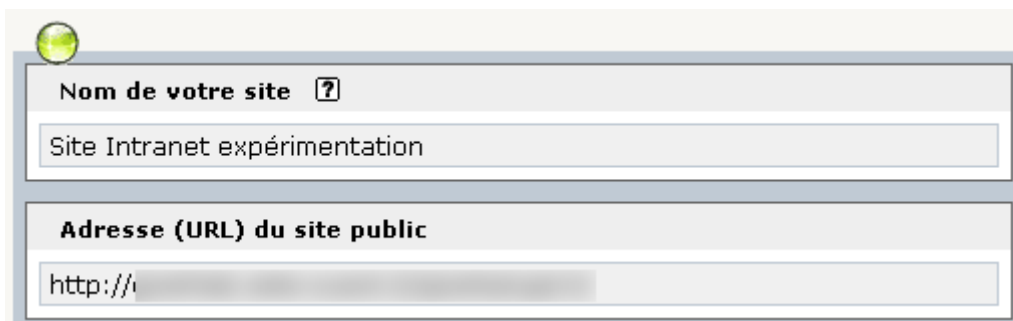 Nom de votre site ?
Site Intranet expérimentation
Adresse (URL) du site public
http://